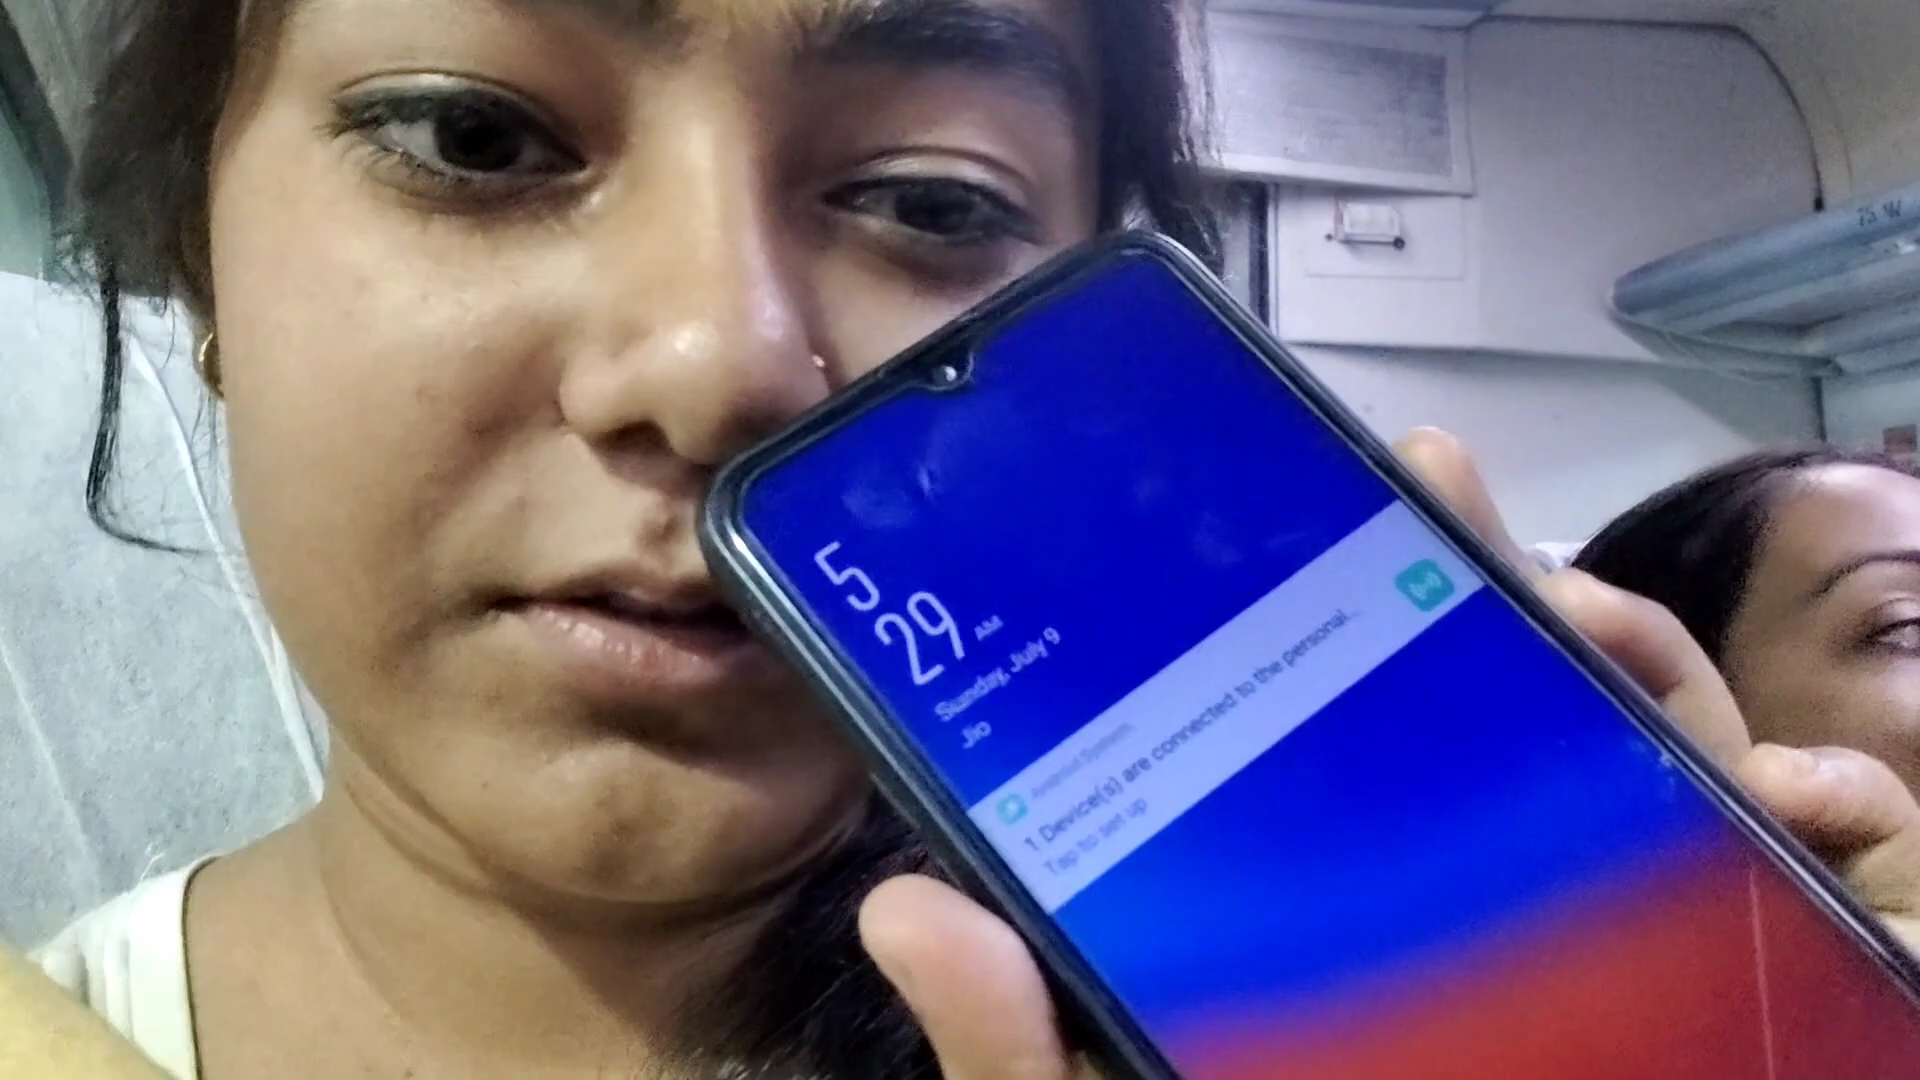 5
29 AM
Sunday, July 9
Jio
Android System
1 Device(s) are connected to the personal...
Tap to set up